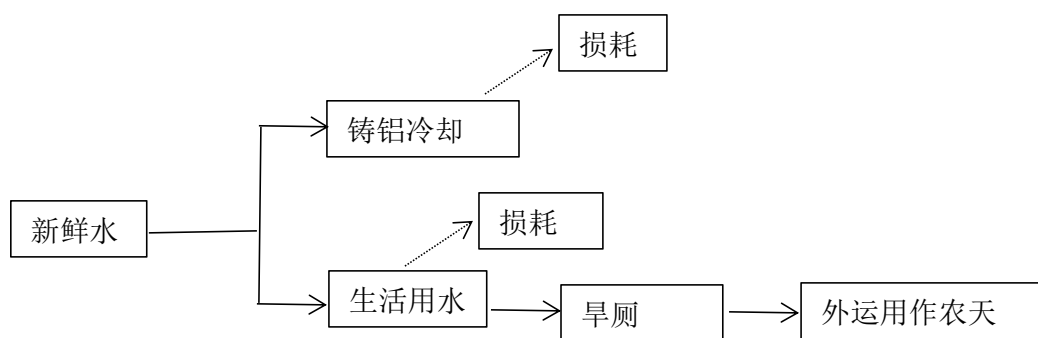 损耗
铸铝冷却
损耗
新鲜水
生活用水
旱厕
外运用作农天